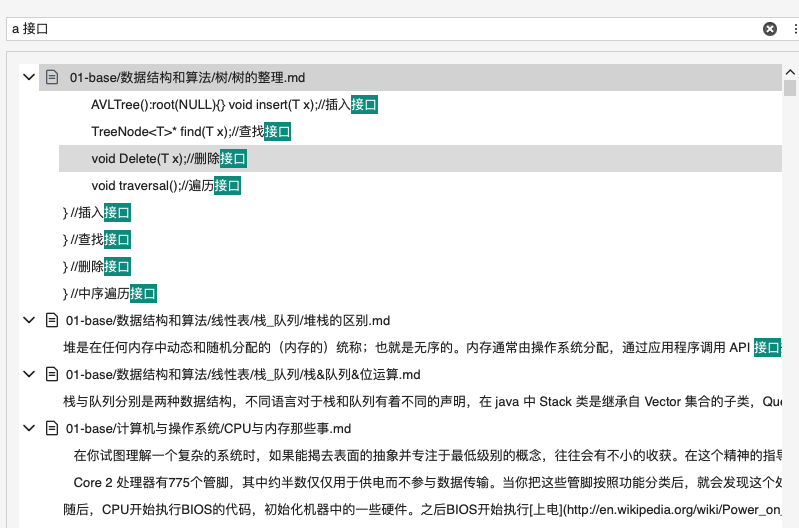 a 接口
01-base/数据结构和算法/树/树的整理.md
AVLTree():root(NULL){} void insert(T x);//插入接口
TreeNode<T>* find(T x);//查找接口
void Delete(T x);//删除接口
void traversal();//遍历接口
} //插入接口
} //查找接口
} //删除接口
} //中序遍历接口
01-base/数据结构和算法/线性表/栈_队列/堆栈的区别.md
堆是在任何内存中动态和随机分配的（内存的）统称；也就是无序的。内存通常由操作系统分配，通过应用程序调用 API 接口
01-base/数据结构和算法/线性表/栈_队列/栈&队列&位运算.md
栈与队列分别是两种数据结构，不同语言对于栈和队列有着不同的声明，在 java 中 Stack 类是继承自 Vector 集合的子类，Que
01-base/计算机与操作系统/CPU与内存那些事.md
在你试图理解一个复杂的系统时，如果能揭去表面的抽象并专注于最低级别的概念，往往会有不小的收获。在这个精神的指导
Core 2 处理器有775个管脚，其中约半数仅仅用于供电而不参与数据传输。当你把这些管脚按照功能分类后，就会发现这个处
随后，CPU开始执行BIOS的代码，初始化机器中的一些硬件。之后BIOS开始执行[上电](http://en.wikipedia.org/wiki/Power_on_